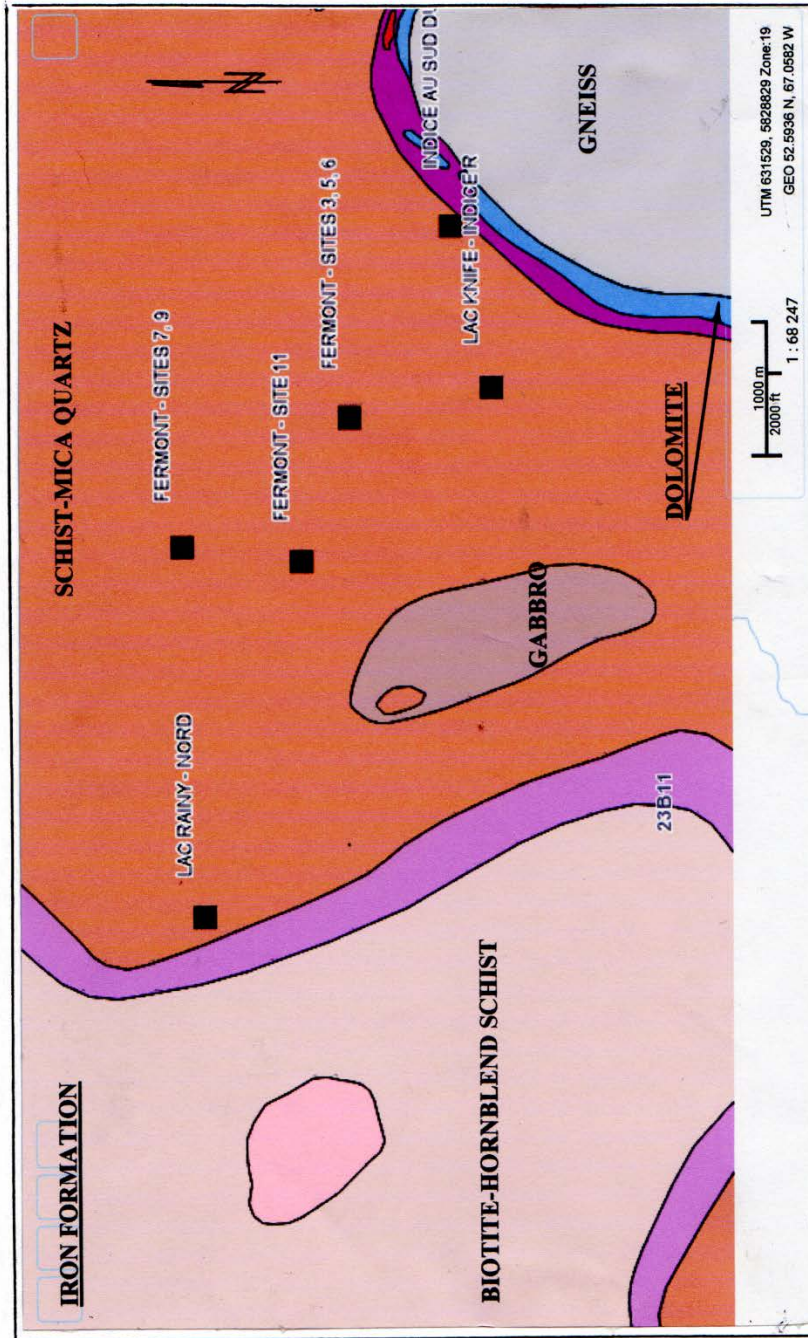 IRON FORMATION
SCHIST-MICA QUARTZ
LAC RAINY - NORD
FERMONT - SITES 7, 9
FERMONT - SITE 11
FERMONT - SITES 3, 5, 6
INDICE AU SUD DU
LAC KNIFE - INDICE R
GABBRO
GNEISS
BIOTITE-HORNBLEND SCHIST
23B11
DOLOMITE
N
1000 m
2000 ft
1 : 68 247
UTM 631529, 5828829 Zone:19
GEO 52.5936 N, 67.0582 W